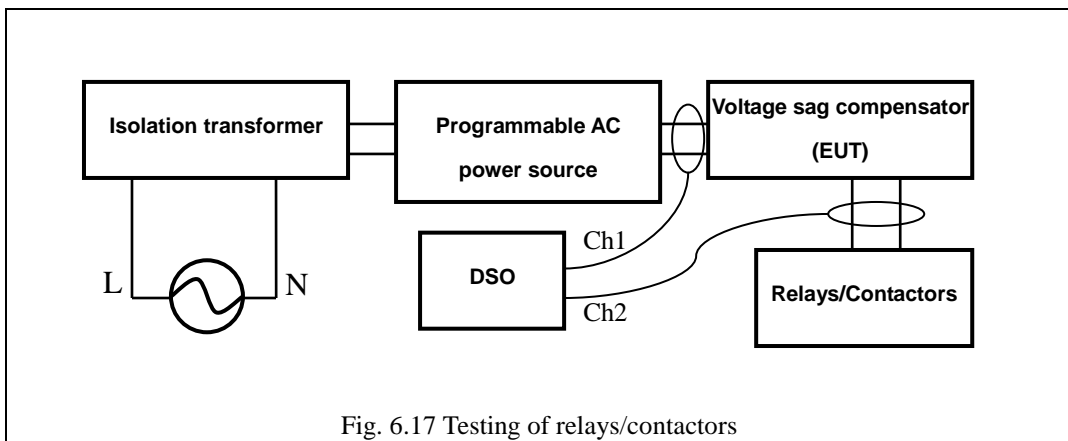 Isolation transformer
Programmable AC
power source
Voltage sag compensator
(EUT)
L
N
DSO
Ch1
Ch2
Relays/Contactors
Fig. 6.17 Testing of relays/contactors